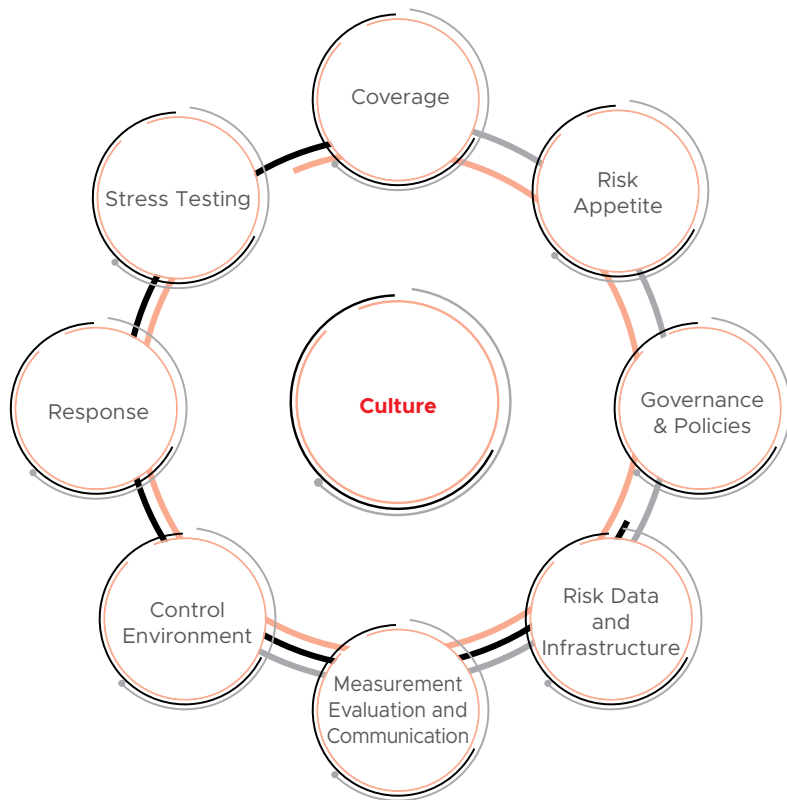 Coverage
Risk
Appetite
Governance
& Policies
Risk Data
and
Infrastructure
Measurement
Evaluation and
Communication
Control
Environment
Response
Stress Testing
Culture